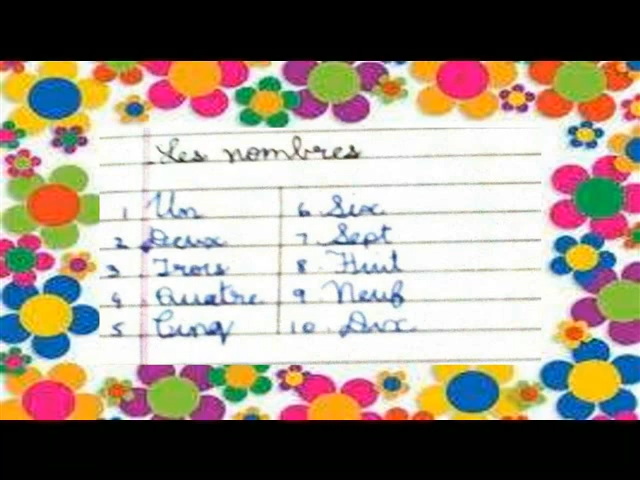 Les nombres
1 Un 6 Six
2 Deux 7 Sept
3 Trois 8 Huit
4 Quatre 9 Neuf
5 Cinq 10 Dix